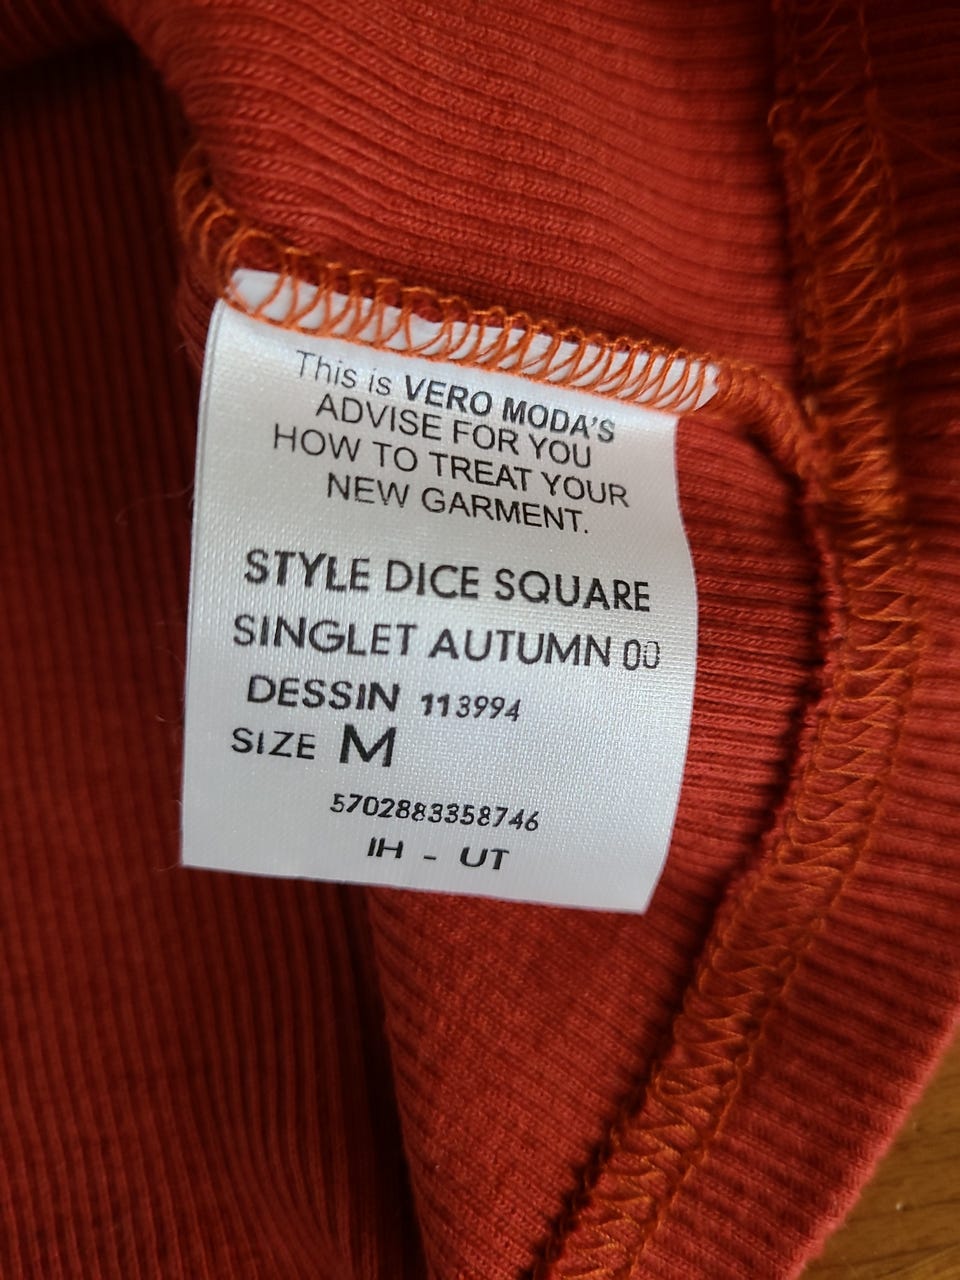 This is VERO MODA'S
ADVISE FOR YOU
HOW TO TREAT YOUR
NEW GARMENT.
STYLE DICE SQUARE
SINGLET AUTUMN 00
DESSIN 113994
SIZE M
5702883358746
IH - UT